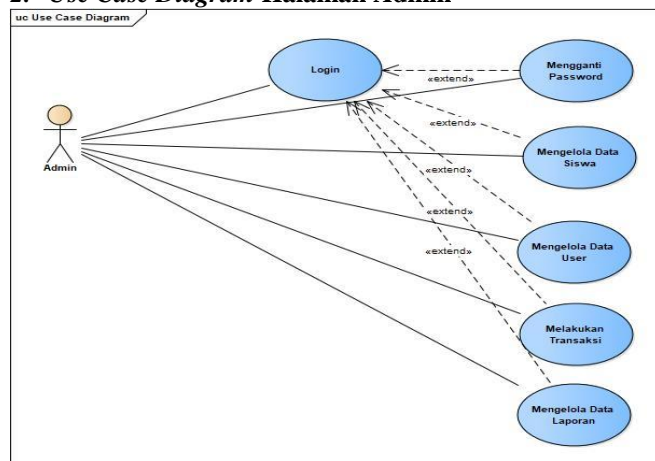 2. Use Case Diagram Halaman Admin
uc Use Case Diagram
Login
Mengganti
Password
«extend»
«extend»
Mengelola Data
Siswa
Admin
«extend»
«extend»
Mengelola Data
User
«extend»
Melakukan
Transaksi
Mengelola Data
Laporan